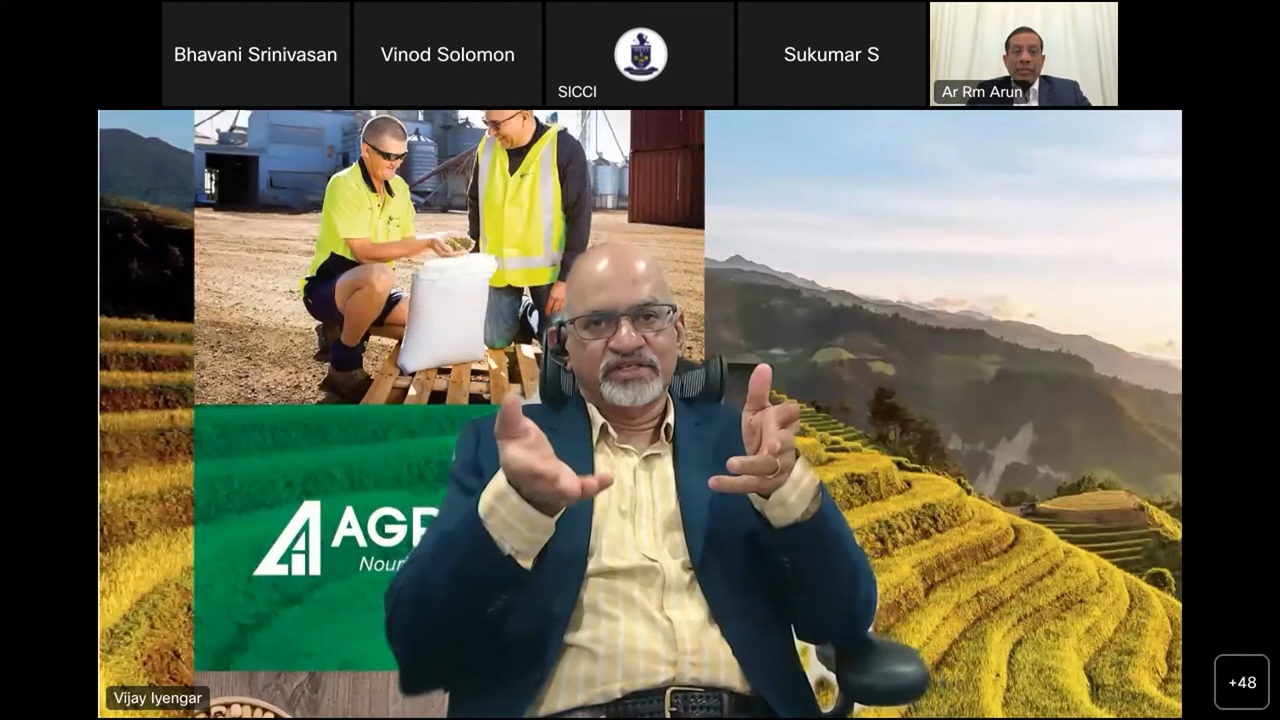 Bhavani Srinivasan
Vinod Solomon
SICCI
Sukumar S
Ar Rm Arun
AGR
Nour
Vijay Iyengar
+48